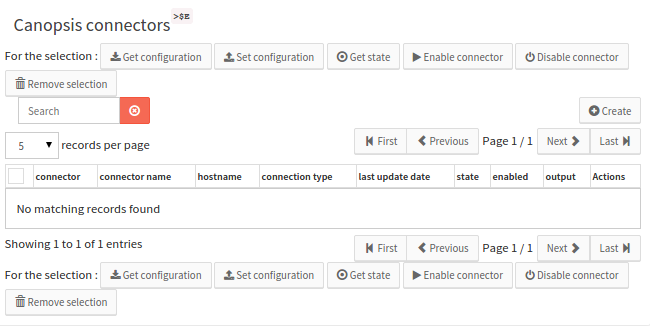 Canopsis connectors >$E
For the selection : Get configuration Set configuration Get state Enable connector Disable connector
Remove selection
Search Create
5 records per page First Previous Page 1 / 1 Next Last
connector connector name hostname connection type last update date state enabled output Actions
No matching records found
Showing 1 to 1 of 1 entries First Previous Page 1 / 1 Next Last
For the selection : Get configuration Set configuration Get state Enable connector Disable connector
Remove selection